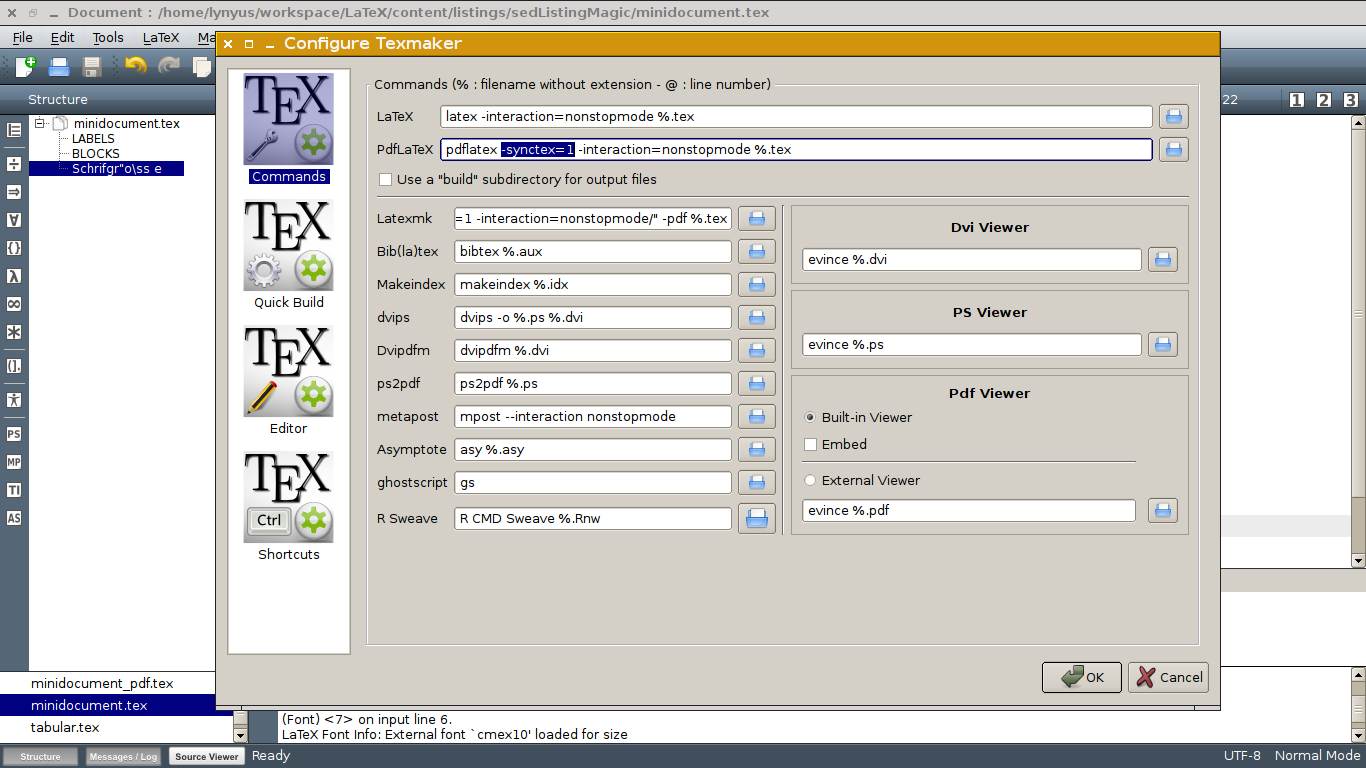 Document : /home/lynyus/workspace/LaTeX/content/listings/sedListingMagic/minidocument.tex
File Edit Tools LaTeX Ma
Configure Texmaker
Structure
22 1 2 3
minidocument.tex
LABELS
BLOCKS
Schrifgr"o\ss e
PS
MP
TI
AS
TEX
Commands
TEX
Quick Build
TEX
Editor
TEX
Ctrl
Shortcuts
Commands (% : filename without extension - @ : line number)
LaTeX latex -interaction=nonstopmode %.tex
PdfLaTeX pdflatex -synctex=1 -interaction=nonstopmode %.tex
Use a "build" subdirectory for output files
Latexmk =1 -interaction=nonstopmode/" -pdf %.tex
Bib(la)tex bibtex %.aux
Makeindex makeindex %.idx
dvips dvips -o %.ps %.dvi
Dvipdfm dvipdfm %.dvi
ps2pdf ps2pdf %.ps
metapost mpost --interaction nonstopmode
Asymptote asy %.asy
ghostscript gs
R Sweave R CMD Sweave %.Rnw
Dvi Viewer
evince %.dvi
PS Viewer
evince %.ps
Pdf Viewer
Built-in Viewer
Embed
External Viewer
evince %.pdf
OK Cancel
minidocument_pdf.tex
minidocument.tex
tabular.tex
(Font) <7> on input line 6.
LaTeX Font Info: External font `cmex10' loaded for size
Structure Messages / Log Source Viewer Ready UTF-8 Normal Mode